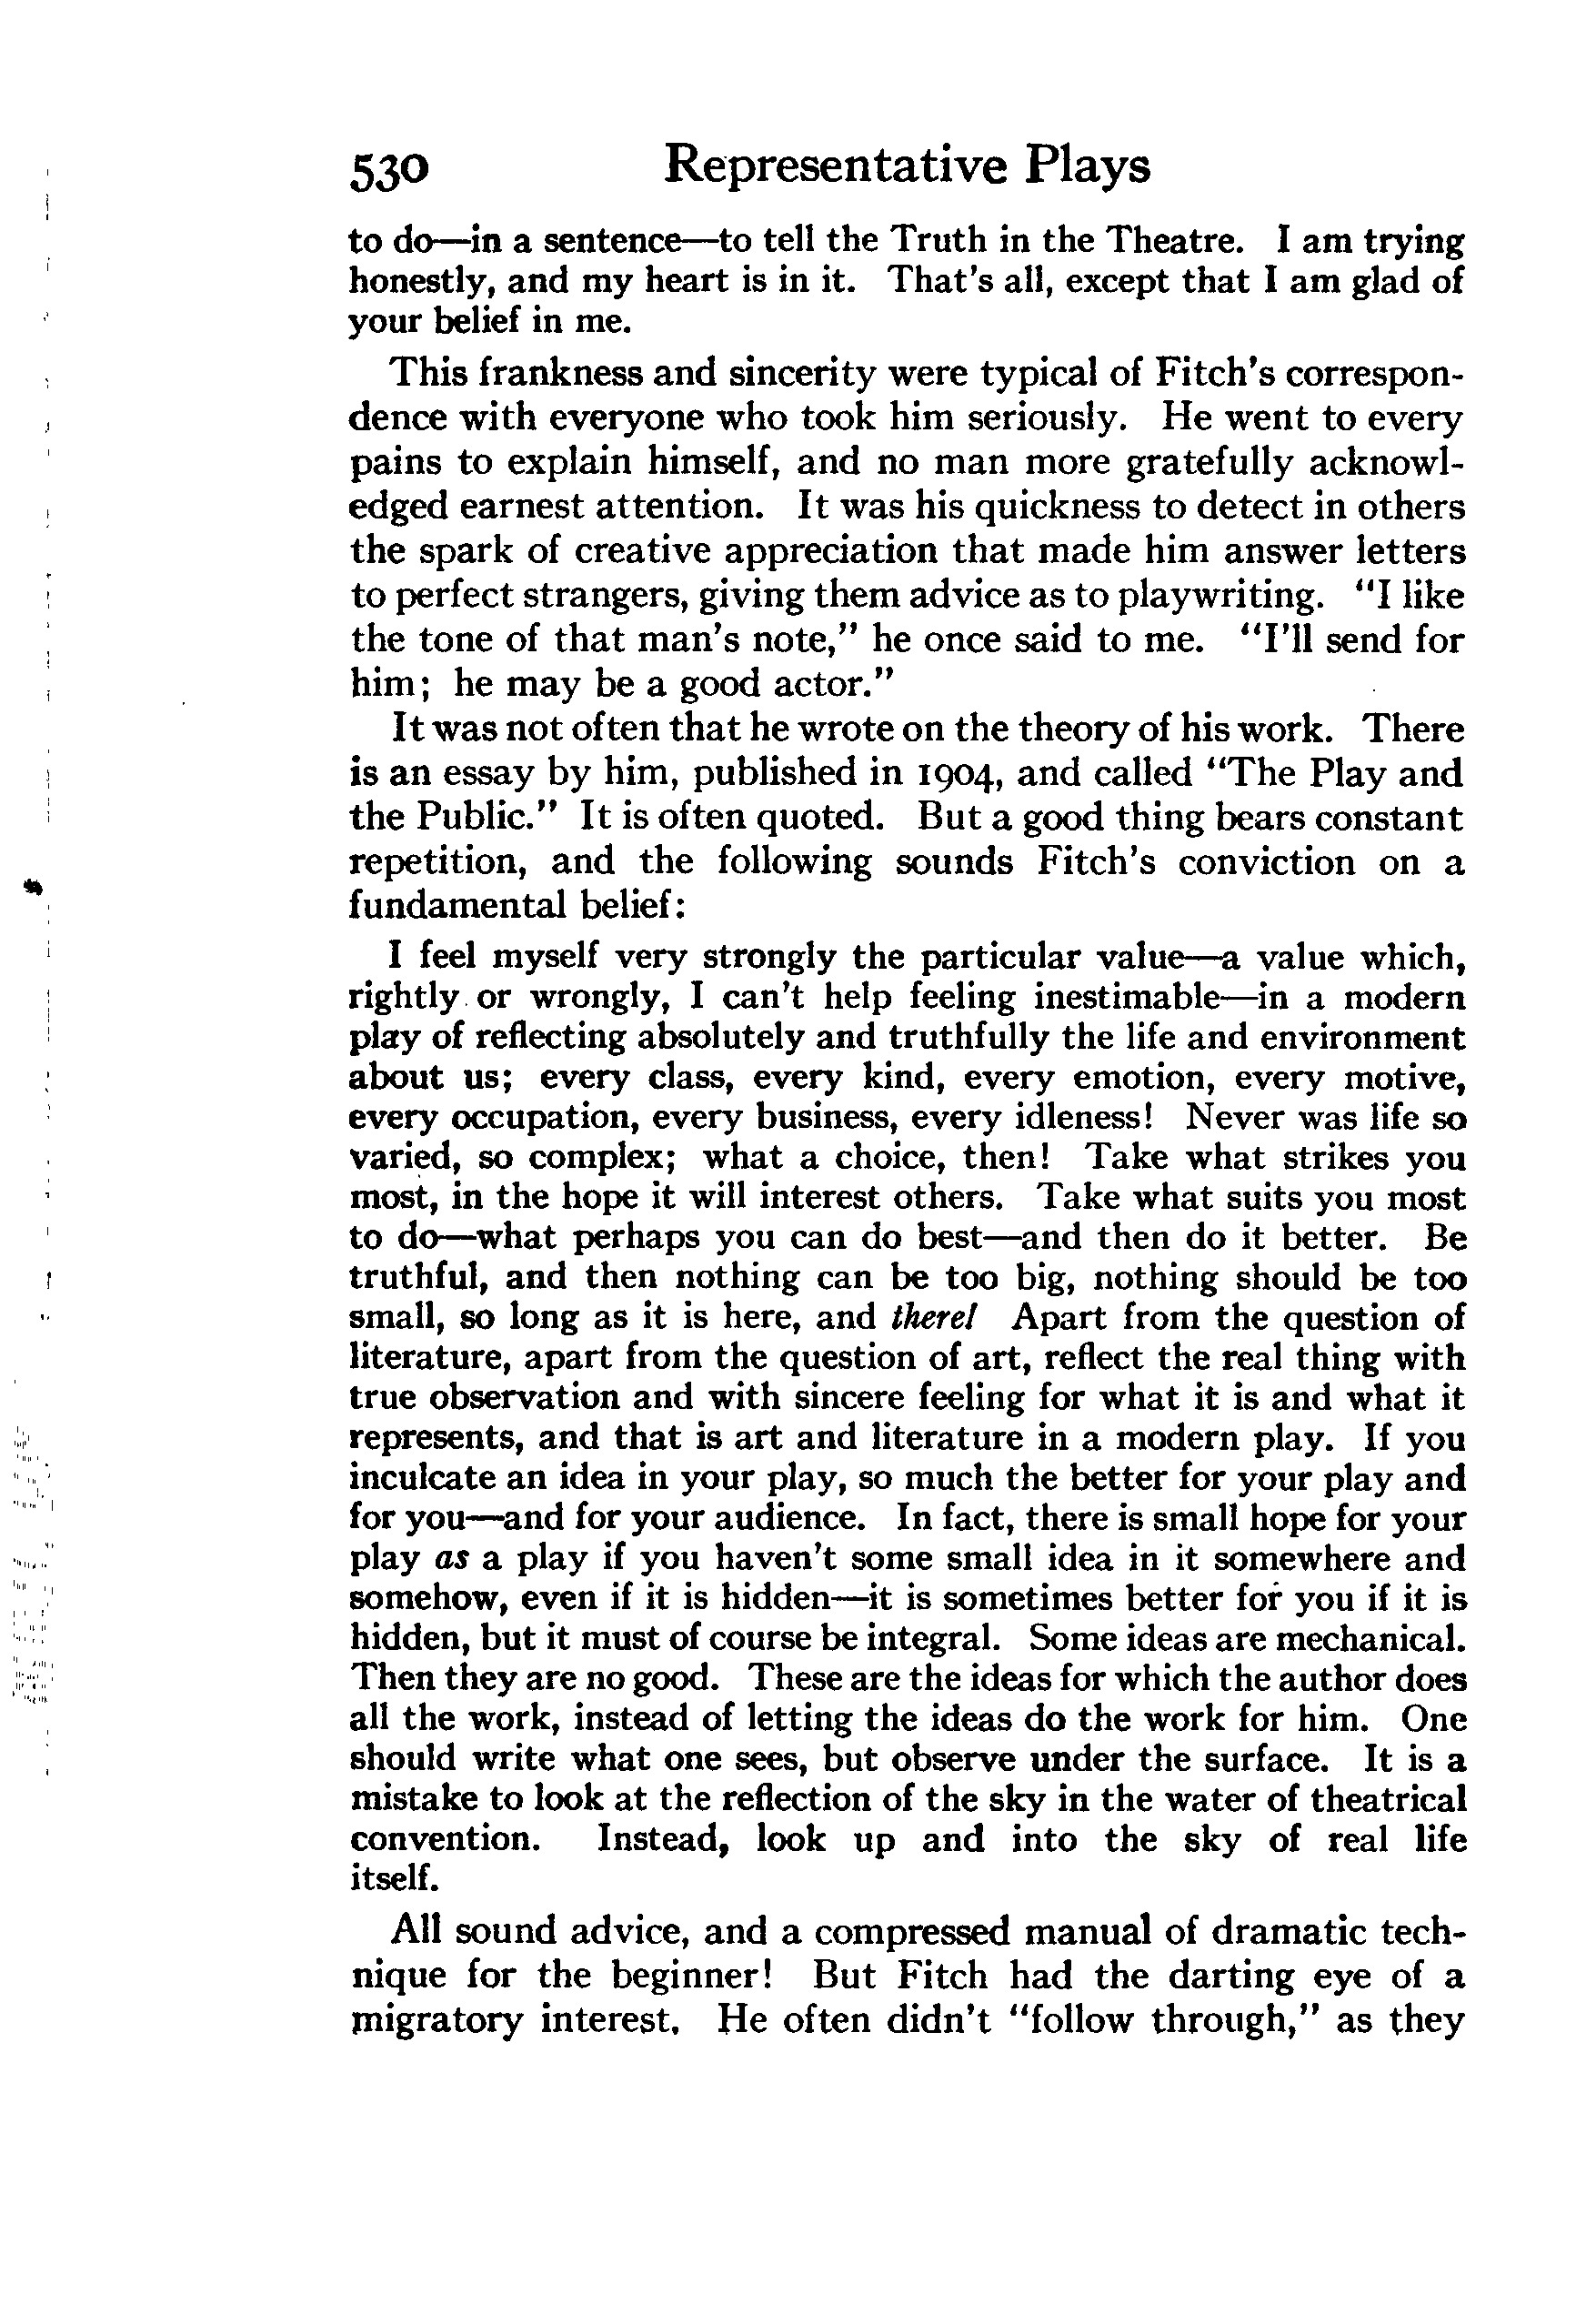 530 Representative Plays
to do—in a sentence—to tell the Truth in the Theatre. I am trying
honestly, and my heart is in it. That's all, except that I am glad of
your belief in me.
This frankness and sincerity were typical of Fitch's correspon-
dence with everyone who took him seriously. He went to every
pains to explain himself, and no man more gratefully acknowl-
edged earnest attention. It was his quickness to detect in others
the spark of creative appreciation that made him answer letters
to perfect strangers, giving them advice as to playwriting. "I like
the tone of that man's note," he once said to me. "I'll send for
him; he may be a good actor."
It was not often that he wrote on the theory of his work. There
is an essay by him, published in 1904, and called "The Play and
the Public." It is often quoted. But a good thing bears constant
repetition, and the following sounds Fitch's conviction on a
fundamental belief:
I feel myself very strongly the particular value—a value which,
rightly or wrongly, I can't help feeling inestimable—in a modern
play of reflecting absolutely and truthfully the life and environment
about us; every class, every kind, every emotion, every motive,
every occupation, every business, every idleness! Never was life so
varied, so complex; what a choice, then! Take what strikes you
most, in the hope it will interest others. Take what suits you most
to do—what perhaps you can do best—and then do it better. Be
truthful, and then nothing can be too big, nothing should be too
small, so long as it is here, and there! Apart from the question of
literature, apart from the question of art, reflect the real thing with
true observation and with sincere feeling for what it is and what it
represents, and that is art and literature in a modern play. If you
inculcate an idea in your play, so much the better for your play and
for you—and for your audience. In fact, there is small hope for your
play as a play if you haven't some small idea in it somewhere and
somehow, even if it is hidden—it is sometimes better for you if it is
hidden, but it must of course be integral. Some ideas are mechanical.
Then they are no good. These are the ideas for which the author does
all the work, instead of letting the ideas do the work for him. One
should write what one sees, but observe under the surface. It is a
mistake to look at the reflection of the sky in the water of theatrical
convention. Instead, look up and into the sky of real life
itself.
All sound advice, and a compressed manual of dramatic tech-
nique for the beginner! But Fitch had the darting eye of a
migratory interest. He often didn't "follow through," as they